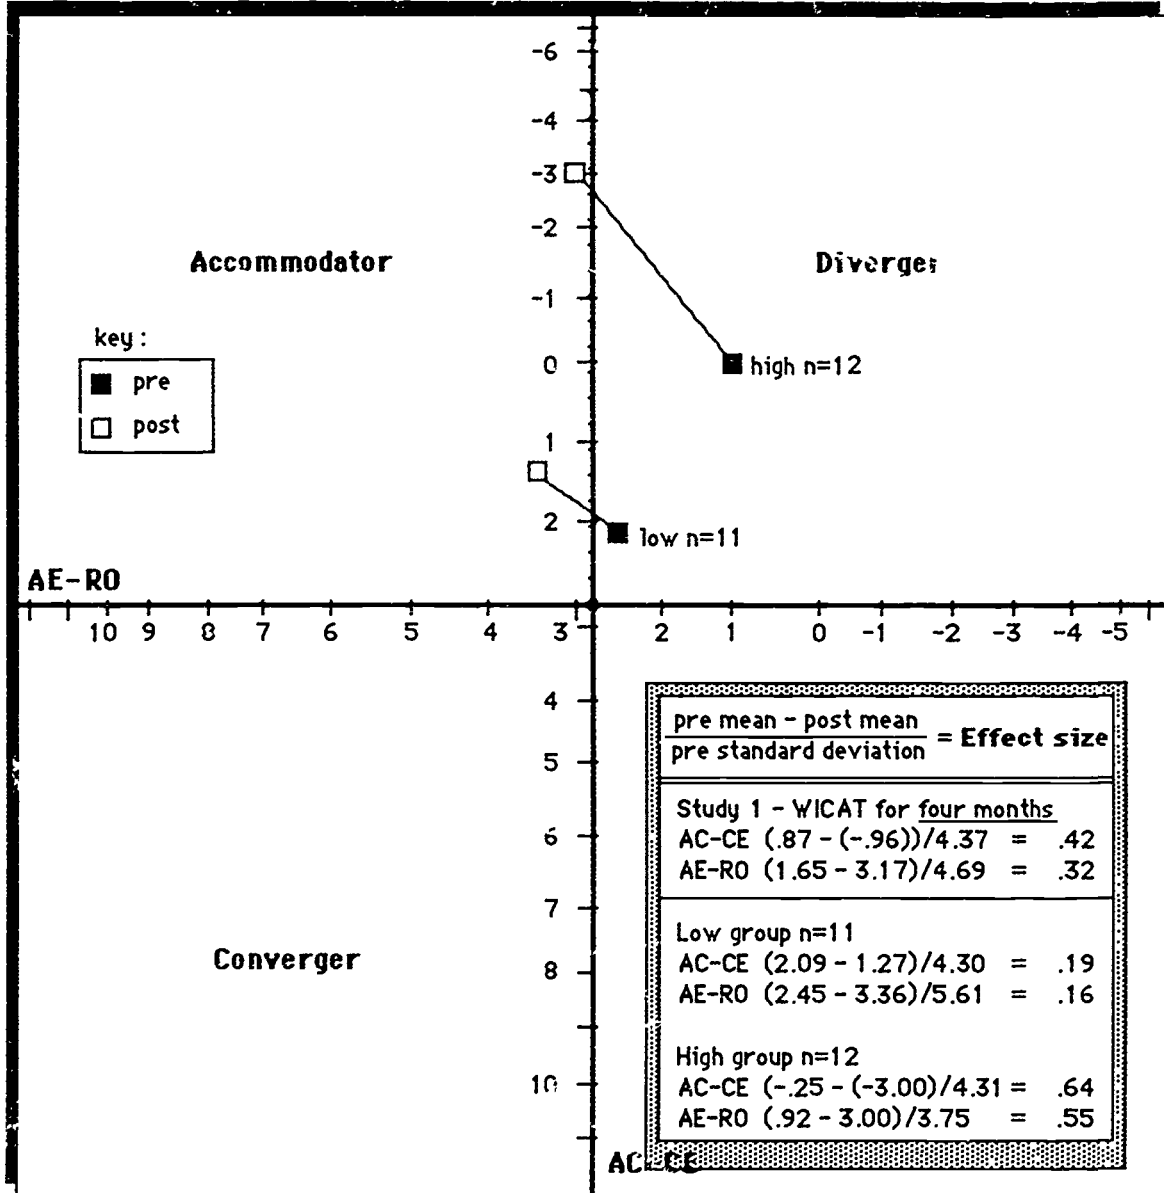 -6
-4
-3
-2
Accommodator
-1
key :
pre
post
0
high n=12
1
2
low n=11
AE-RO
10 9 8 7 6 5 4 3 2 1 0 -1 -2 -3 -4 -5
4
5
6
7
Converger
8
10
AC-CE
pre mean - post mean
pre standard deviation = Effect size
Study 1 - WICAT for four months
AC-CE (.87 - (-.96))/4.37 = .42
AE-RO (1.65 - 3.17)/4.69 = .32
Low group n=11
AC-CE (2.09 - 1.27)/4.30 = .19
AE-RO (2.45 - 3.36)/5.61 = .16
High group n=12
AC-CE (-.25 - (-3.00)/4.31 = .64
AE-RO (.92 - 3.00)/3.75 = .55